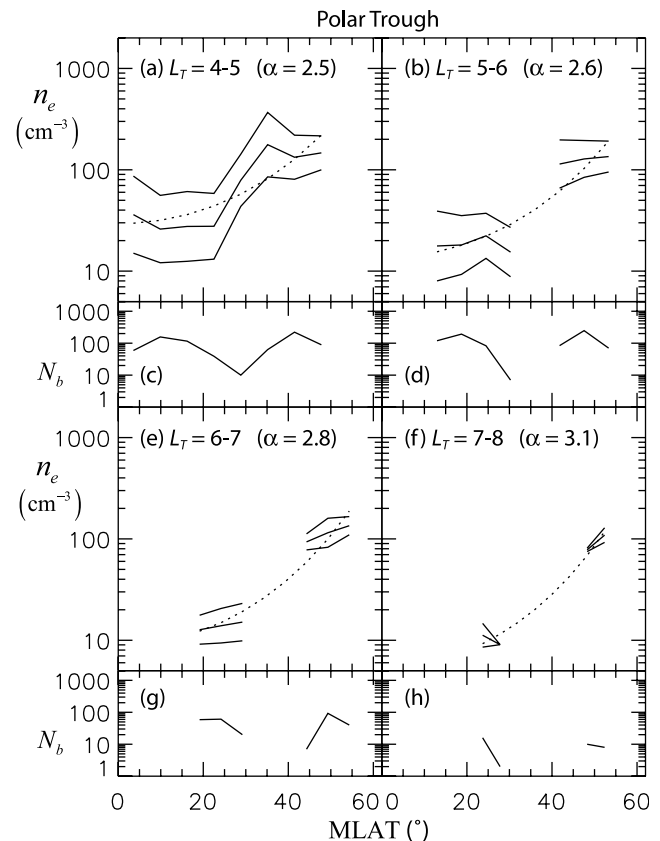 Polar Trough
(a) L_T = 4-5 (α = 2.5)
(b) L_T = 5-6 (α = 2.6)
1000
n_e
(cm⁻³)
100
10
1000
100
N_b
10
1
(c)
(d)
(e) L_T = 6-7 (α = 2.8)
(f) L_T = 7-8 (α = 3.1)
1000
n_e
(cm⁻³)
100
10
1000
(g)
(h)
100
N_b
10
1
0 20 40 60 0 20 40 60
MLAT (°)